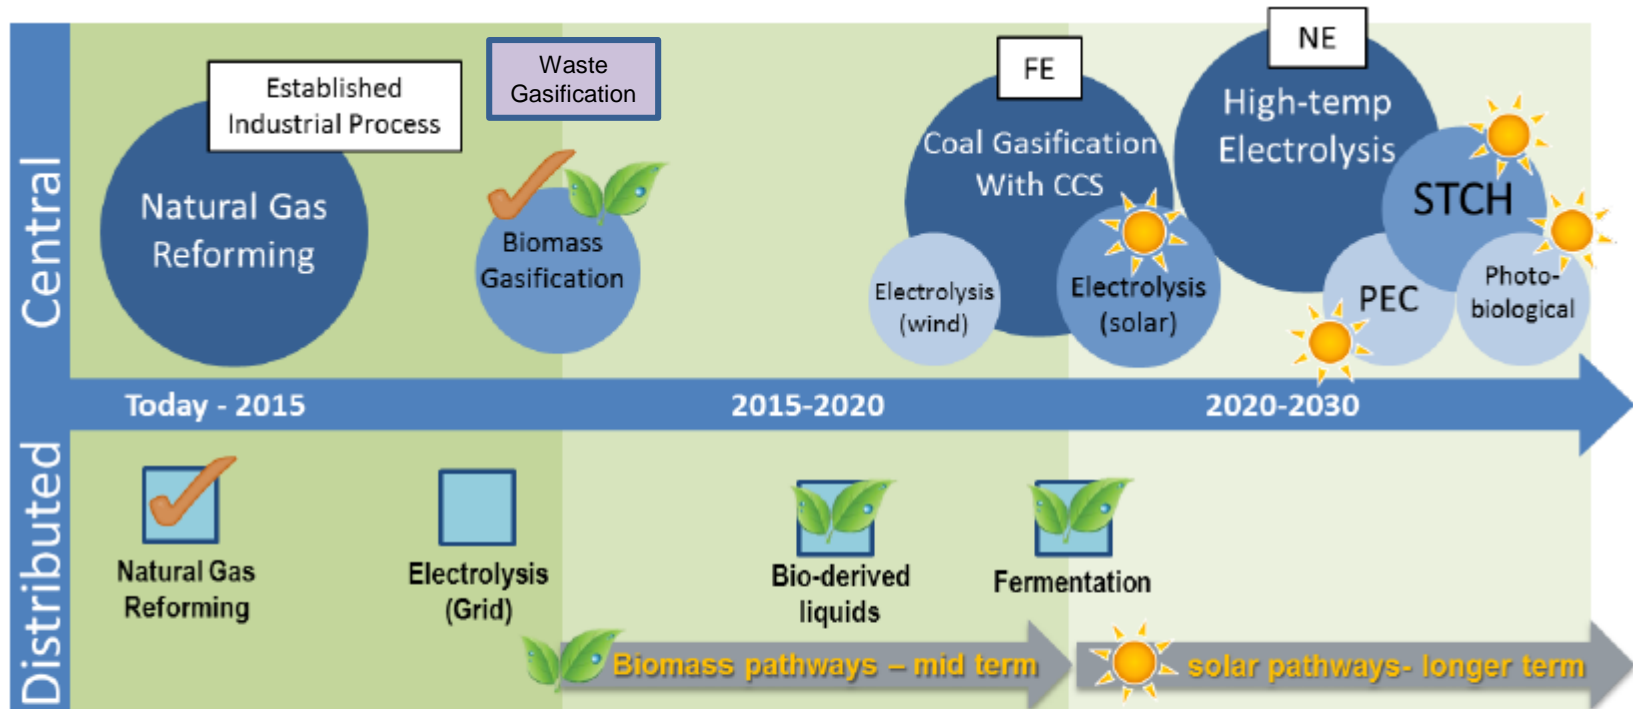 Central
Established
Industrial Process
Natural Gas
Reforming
Waste
Gasification
Biomass
Gasification
FE
Coal Gasification
With CCS
Electrolysis
(wind)
Electrolysis
(solar)
NE
High-temp
Electrolysis
STCH
PEC
Photo-
biological
Today - 2015
2015-2020
2020-2030
Distributed
Natural Gas
Reforming
Electrolysis
(Grid)
Bio-derived
liquids
Fermentation
Biomass pathways – mid term
solar pathways- longer term